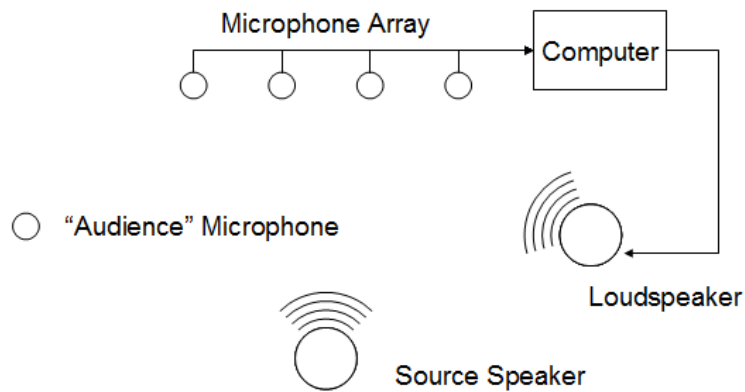 Microphone Array
Computer
“Audience” Microphone
Loudspeaker
Source Speaker